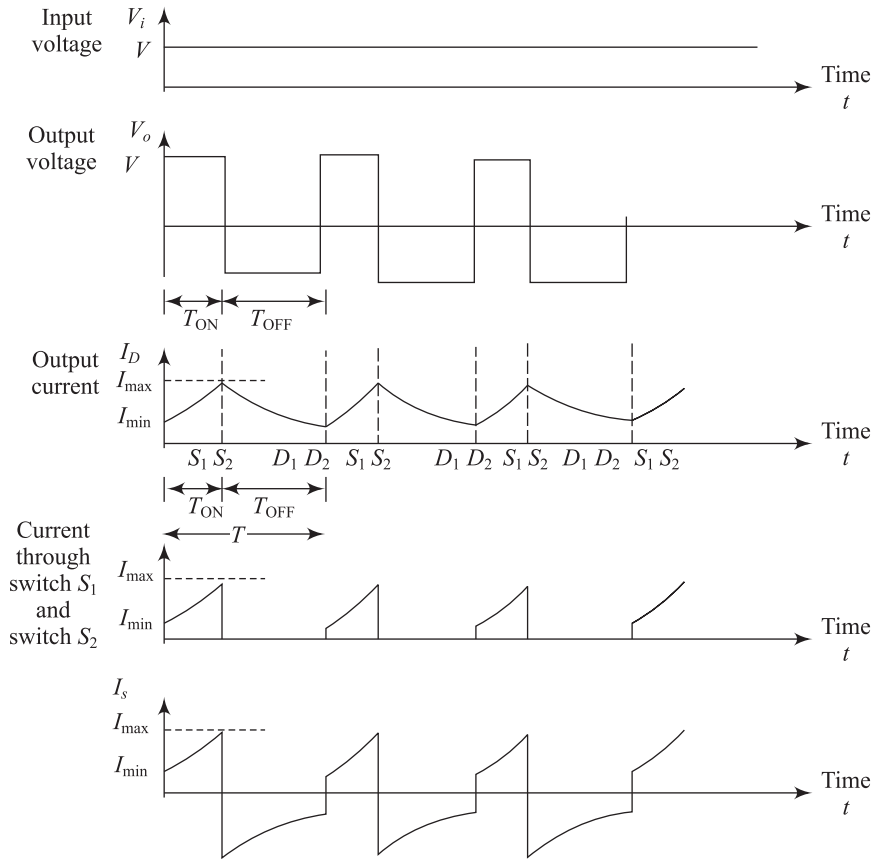 Input
voltage
V_i
V
Time
t
Output
voltage
V_o
V
Time
t
T_ON T_OFF
Output
current
I_D
I_max
I_min
Time
t
S_1 S_2 D_1 D_2 S_1 S_2 D_1 D_2 S_1 S_2 D_1 D_2 S_1 S_2
T_ON T_OFF
T
Current
through
switch S_1
and
switch S_2
I_max
I_min
Time
t
I_s
I_max
I_min
Time
t